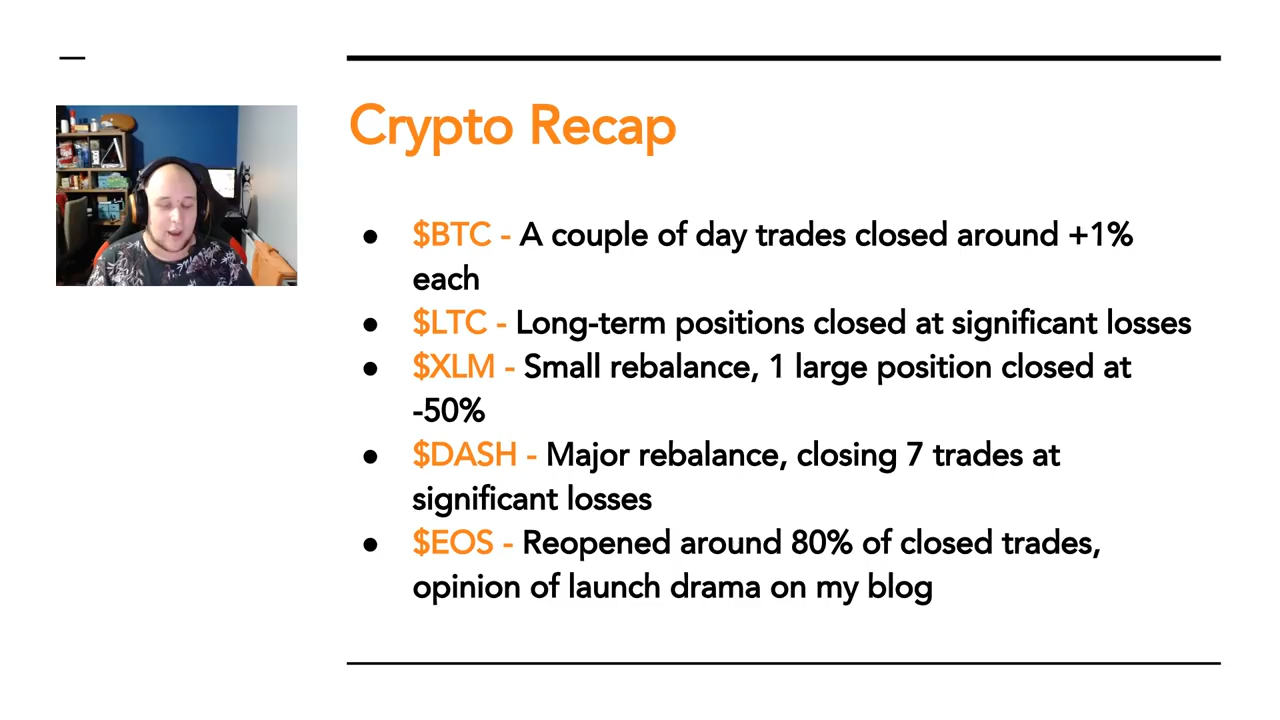 Crypto Recap
● $BTC - A couple of day trades closed around +1%
each
● $LTC - Long-term positions closed at significant losses
● $XLM - Small rebalance, 1 large position closed at
-50%
● $DASH - Major rebalance, closing 7 trades at
significant losses
● $EOS - Reopened around 80% of closed trades,
opinion of launch drama on my blog